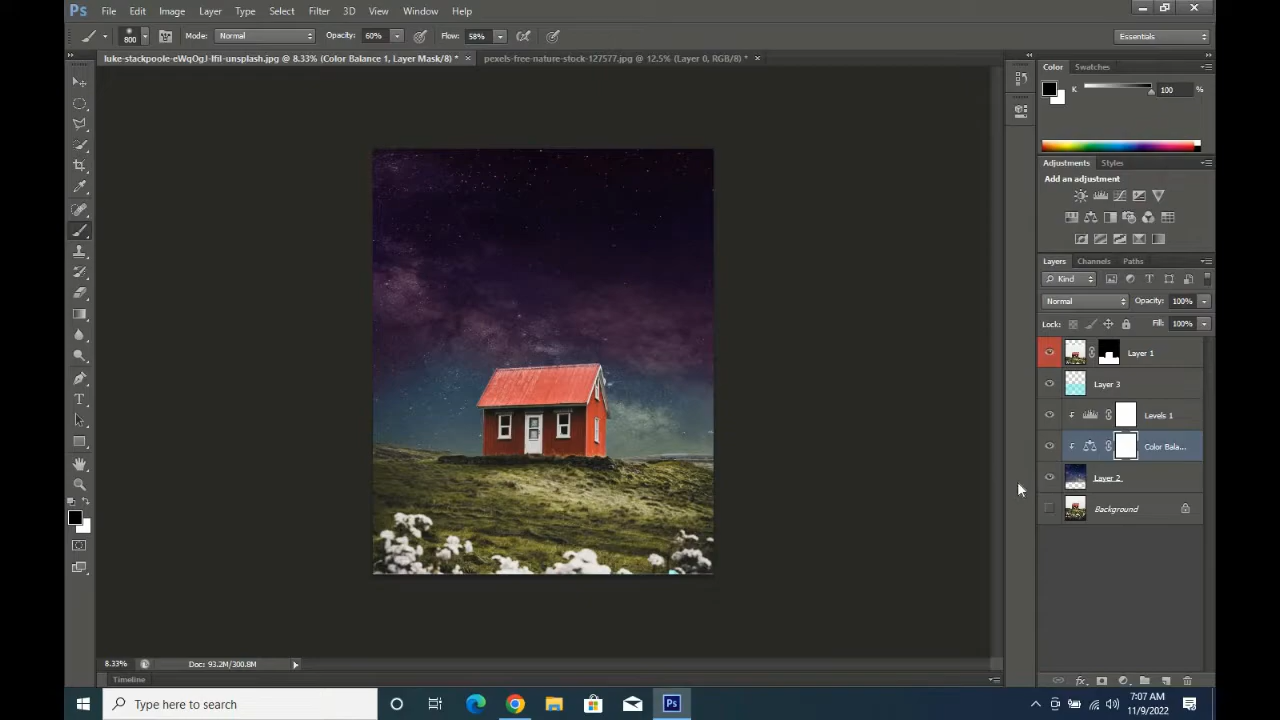 Ps File Edit Image Layer Type Select Filter 3D View Window Help
800 Mode: Normal Opacity: 60% Flow: 58% Essentials
luke-stackpoole-eWqOgJ-lfiI-unsplash.jpg @ 8.33% (Color Balance 1, Layer Mask/8) * × pexels-free-nature-stock-127577.jpg @ 12.5% (Layer 0, RGB/8) * ×
Color Swatches
K 100 %
Adjustments Styles
Add an adjustment
Layers Channels Paths
Kind
Normal Opacity: 100%
Lock: Fill: 100%
Layer 1
Layer 3
Levels 1
Color Bala...
Layer 2
Background
8.33% Doc: 93.2M/300.8M
Timeline
Type here to search
Ps
7:07 AM
11/9/2022